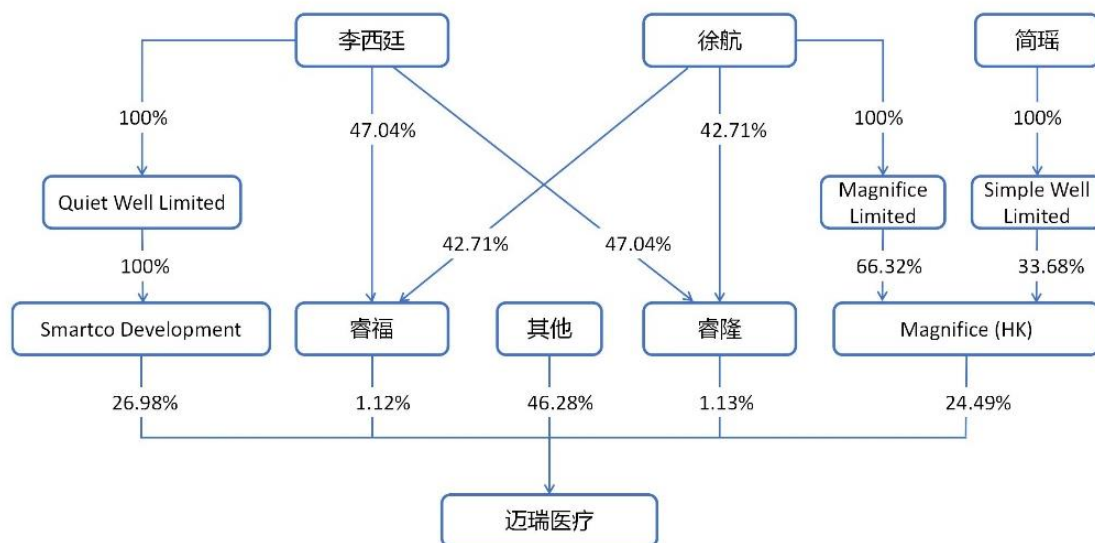 李西廷
徐航
简瑶
100%
47.04%
42.71%
100%
100%
Quiet Well Limited
Magnifice
Limited
Simple Well
Limited
100%
42.71%
47.04%
66.32%
33.68%
Smartco Development
睿福
其他
睿隆
Magnifice (HK)
26.98%
1.12%
46.28%
1.13%
24.49%
迈瑞医疗